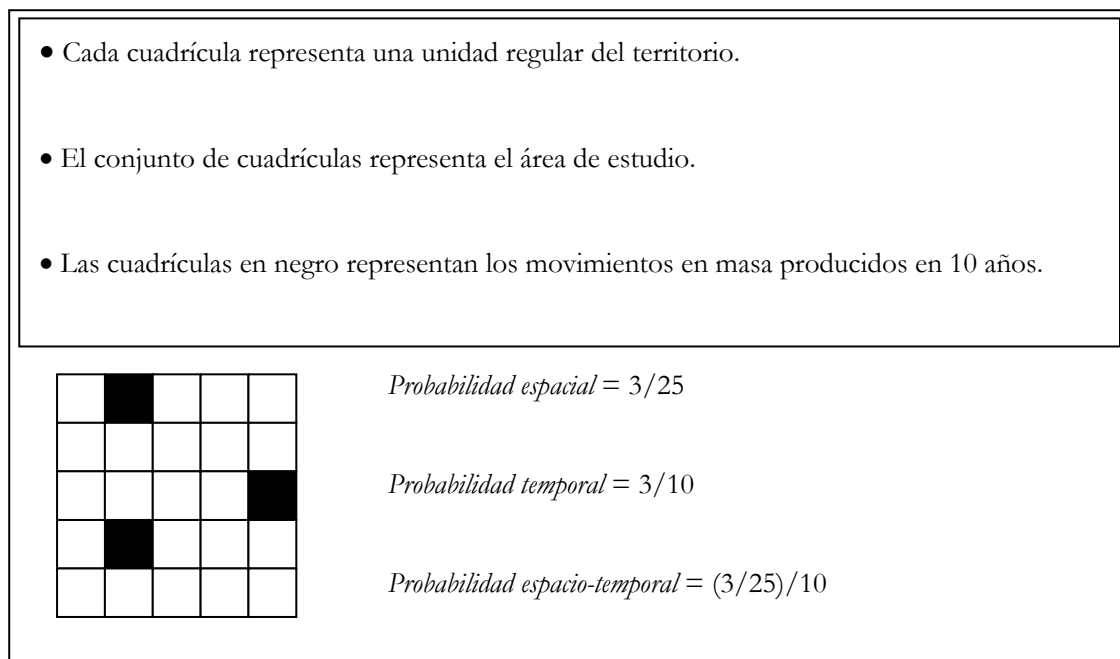 • Cada cuadrícula representa una unidad regular del territorio.
• El conjunto de cuadrículas representa el área de estudio.
• Las cuadrículas en negro representan los movimientos en masa producidos en 10 años.
Probabilidad espacial = 3/25
Probabilidad temporal = 3/10
Probabilidad espacio-temporal = (3/25)/10